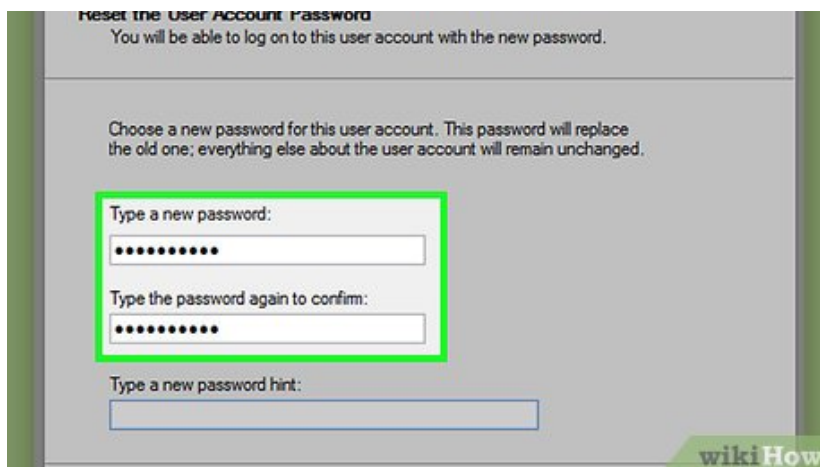 Reset the User Account Password
You will be able to log on to this user account with the new password.
Choose a new password for this user account. This password will replace
the old one; everything else about the user account will remain unchanged.
Type a new password:
••••••••••
Type the password again to confirm:
••••••••••
Type a new password hint:
wikiHow